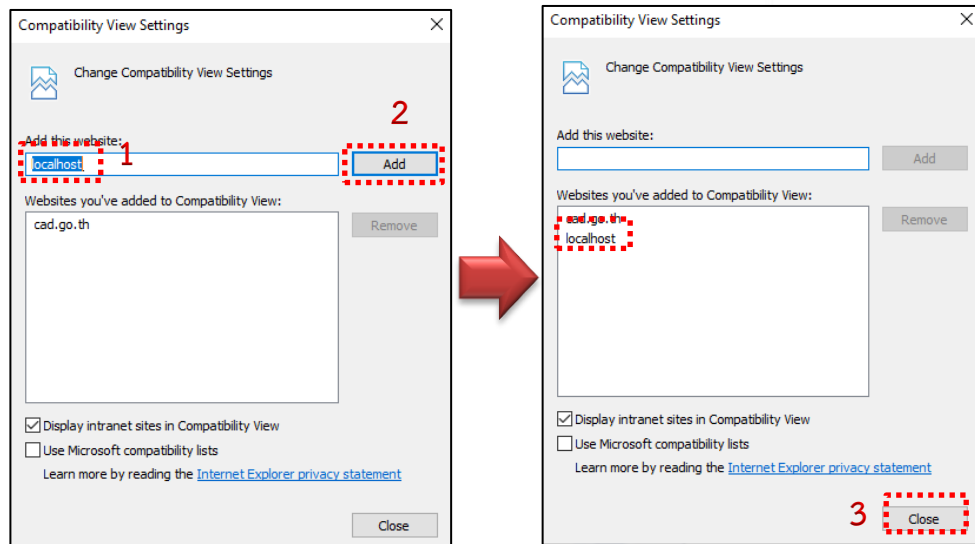 Compatibility View Settings
Change Compatibility View Settings
2
Add this website:
1
localhost
Add
Websites you've added to Compatibility View:
cad.go.th
Remove
Display intranet sites in Compatibility View
Use Microsoft compatibility lists
Learn more by reading the Internet Explorer privacy statement
Close
Compatibility View Settings
Change Compatibility View Settings
Add this website:
Add
Websites you've added to Compatibility View:
cad.go.th
localhost
Remove
Display intranet sites in Compatibility View
Use Microsoft compatibility lists
Learn more by reading the Internet Explorer privacy statement
3
Close